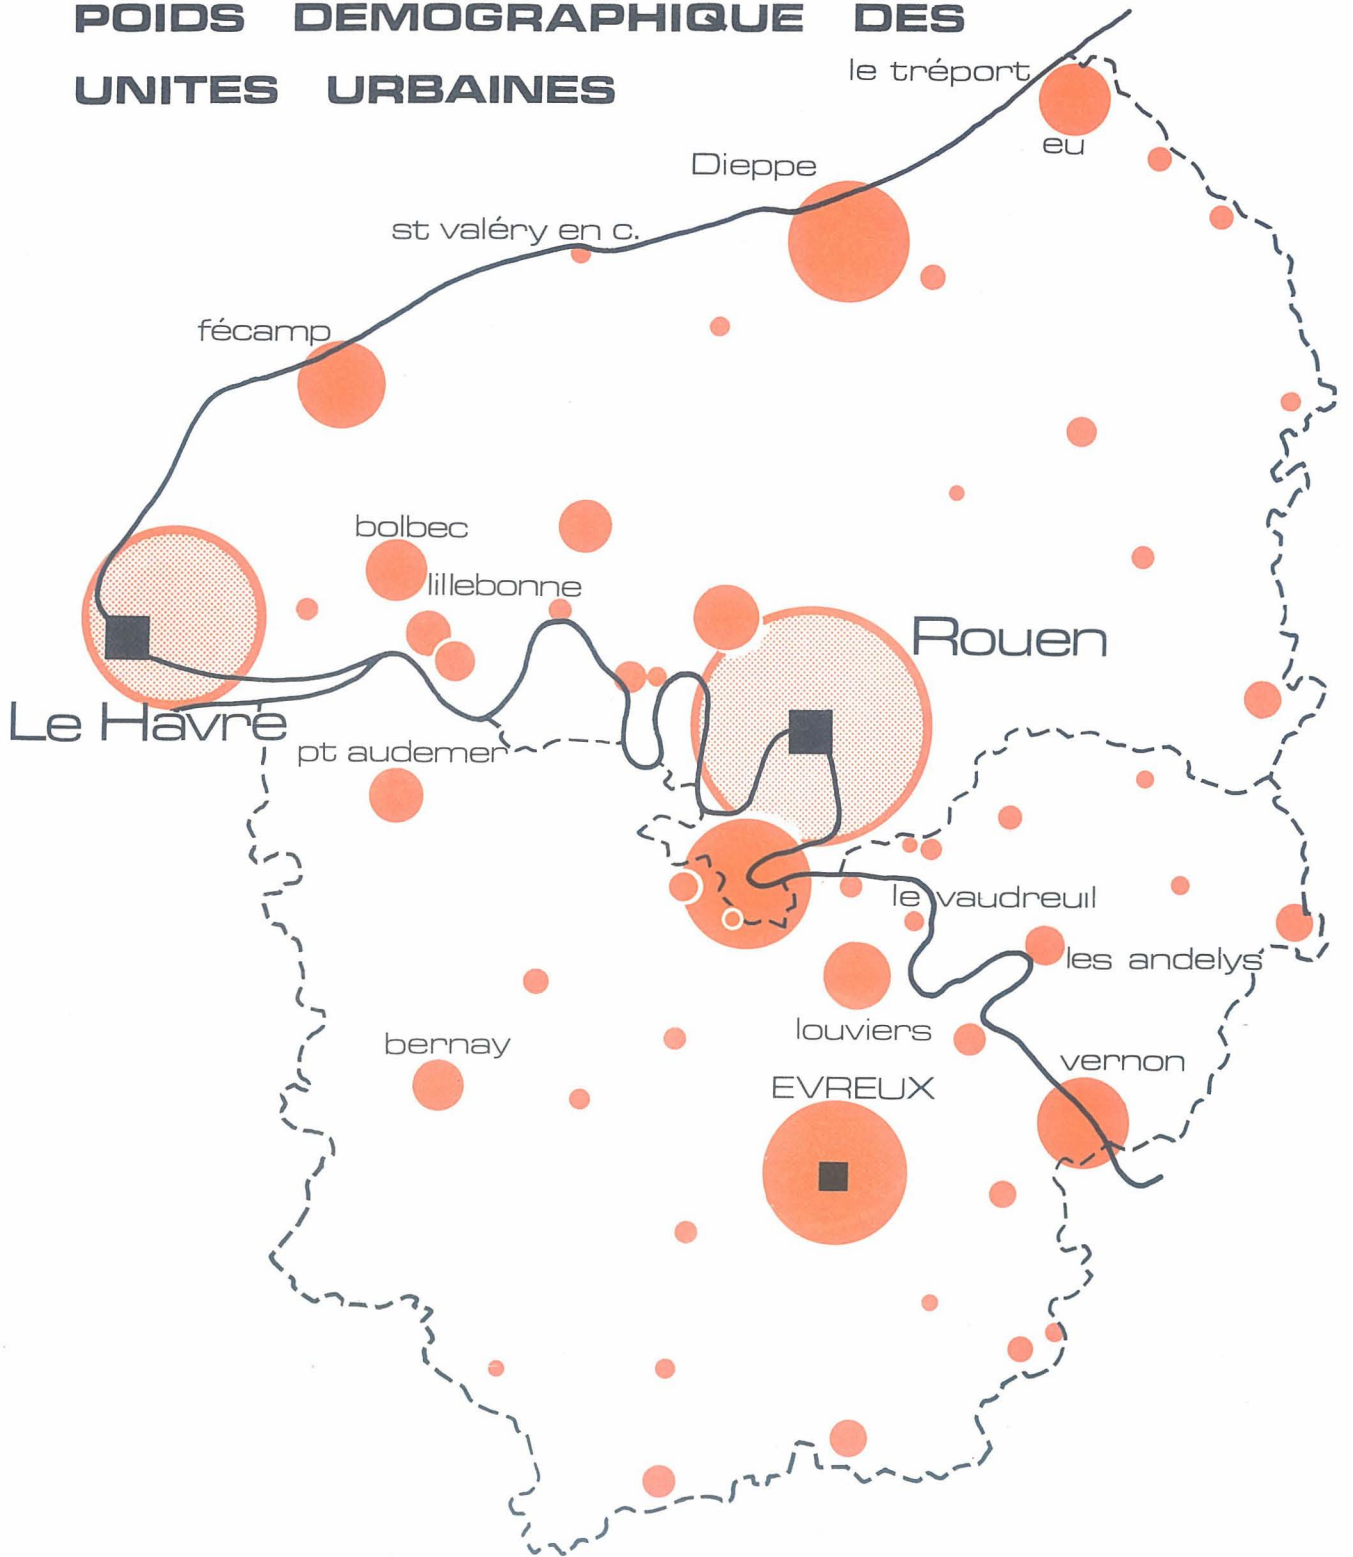 POIDS DEMOGRAPHIQUE DES
UNITES URBAINES
le tréport
eu
Dieppe
st valéry en c.
fécamp
bolbec
lillebonne
Rouen
Le Havre
pt audemer
le vaudreuil
les andelys
louviers
bernay
vernon
EVREUX